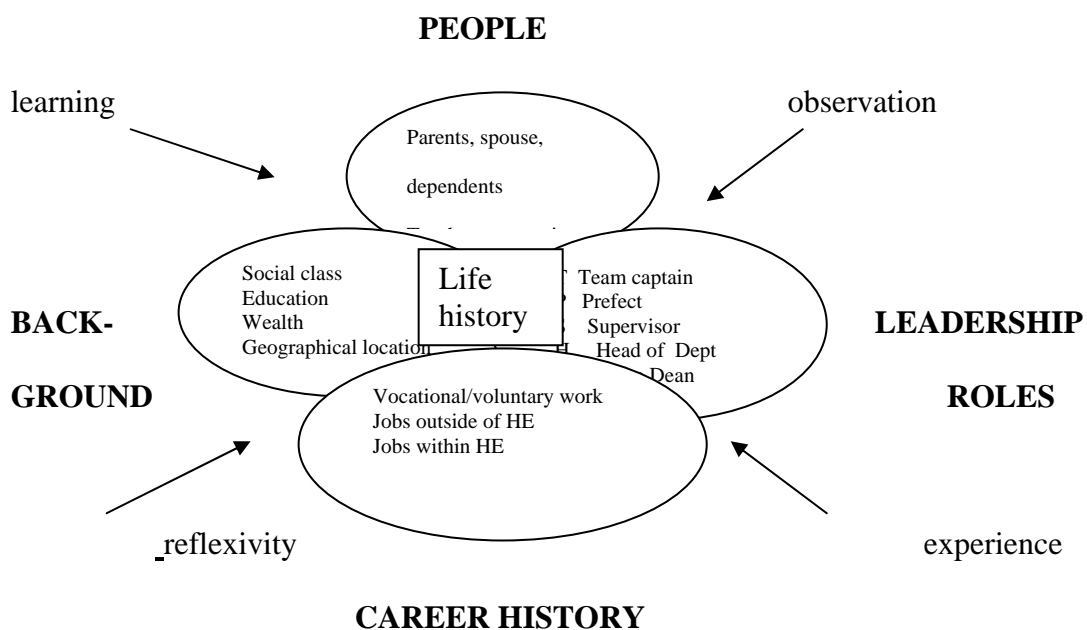 PEOPLE
learning
observation
Parents, spouse,
dependents
Social class
Education
Wealth
Geographical location
Life
history
Team captain
Prefect
Supervisor
H Head of Dept
Dean
BACK-
GROUND
LEADERSHIP
ROLES
Vocational/voluntary work
Jobs outside of HE
Jobs within HE
reflexivity
experience
CAREER HISTORY